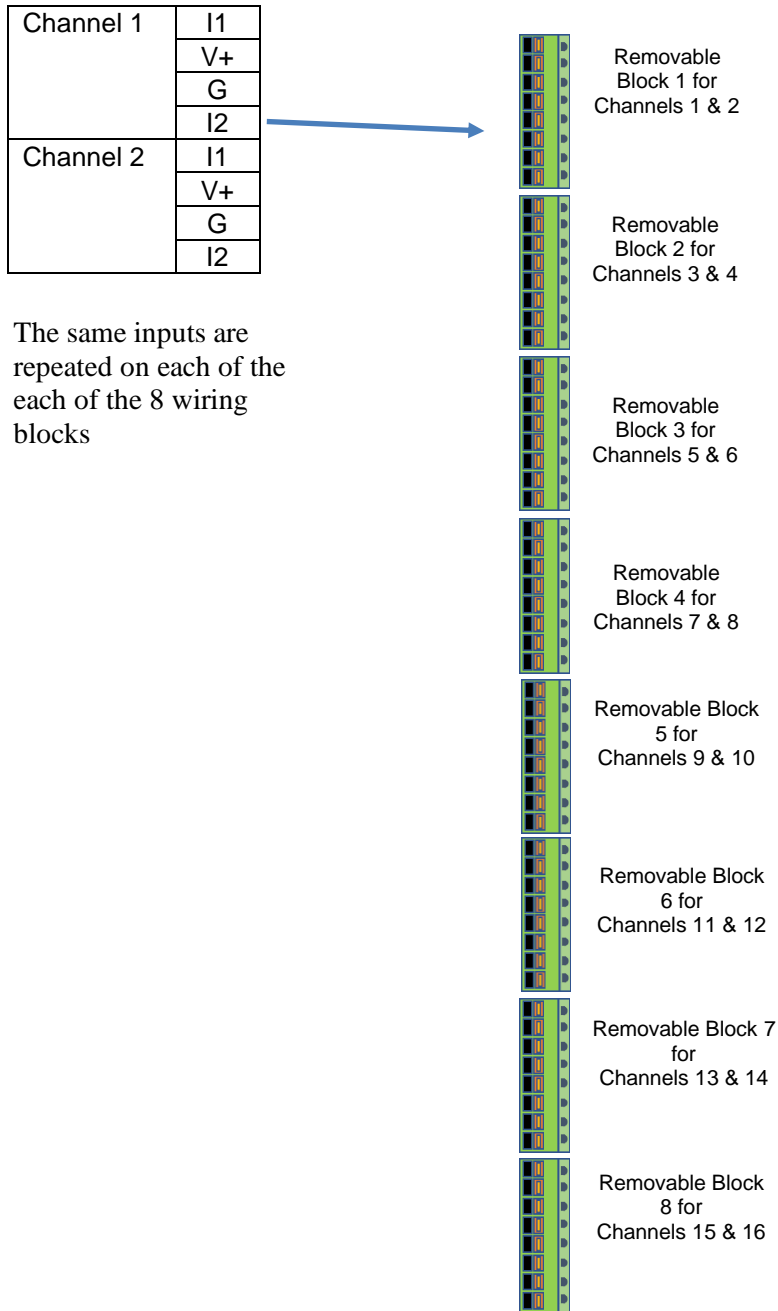 Channel 1 I1
V+
G
I2
Channel 2 I1
V+
G
I2
The same inputs are
repeated on each of the
each of the 8 wiring
blocks
Removable
Block 1 for
Channels 1 & 2
Removable
Block 2 for
Channels 3 & 4
Removable
Block 3 for
Channels 5 & 6
Removable
Block 4 for
Channels 7 & 8
Removable Block
5 for
Channels 9 & 10
Removable Block
6 for
Channels 11 & 12
Removable Block 7
for
Channels 13 & 14
Removable Block
8 for
Channels 15 & 16